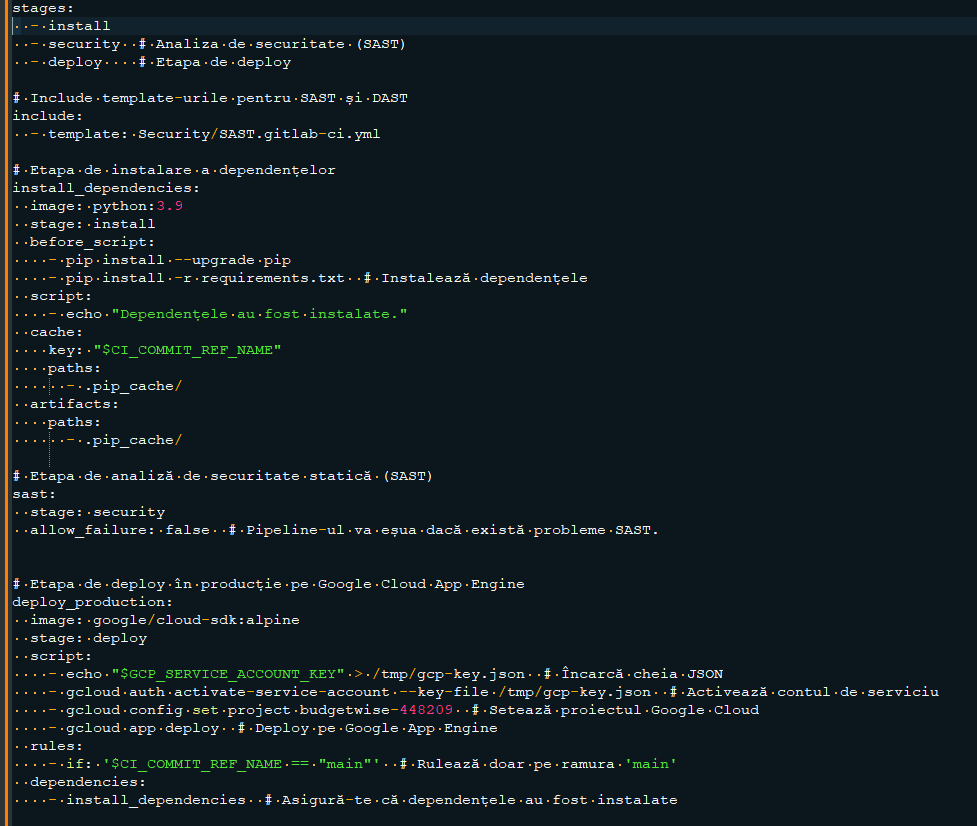 stages:
  - install
  - security  # Analiza de securitate (SAST)
  - deploy    # Etapa de deploy

# Include template-urile pentru SAST și DAST
include:
  - template: Security/SAST.gitlab-ci.yml

# Etapa de instalare a dependențelor
install_dependencies:
  image: python:3.9
  stage: install
  before_script:
    - pip install --upgrade pip
    - pip install -r requirements.txt  # Instalează dependențele
  script:
    - echo "Dependențele au fost instalate."
  cache:
    key: "$CI_COMMIT_REF_NAME"
    paths:
      - .pip_cache/
  artifacts:
    paths:
      - .pip_cache/

# Etapa de analiză de securitate statică (SAST)
sast:
  stage: security
  allow_failure: false  # Pipeline-ul va eșua dacă există probleme SAST.


# Etapa de deploy în producție pe Google Cloud App Engine
deploy_production:
  image: google/cloud-sdk:alpine
  stage: deploy
  script:
    - echo "$GCP_SERVICE_ACCOUNT_KEY" > /tmp/gcp-key.json  # Încarcă cheia JSON
    - gcloud auth activate-service-account --key-file /tmp/gcp-key.json  # Activează contul de serviciu
    - gcloud config set project budgetwise-448209  # Setează proiectul Google Cloud
    - gcloud app deploy  # Deploy pe Google App Engine
  rules:
    - if: '$CI_COMMIT_REF_NAME == "main"'  # Rulează doar pe ramura 'main'
  dependencies:
    - install_dependencies  # Asigură-te că dependențele au fost instalate